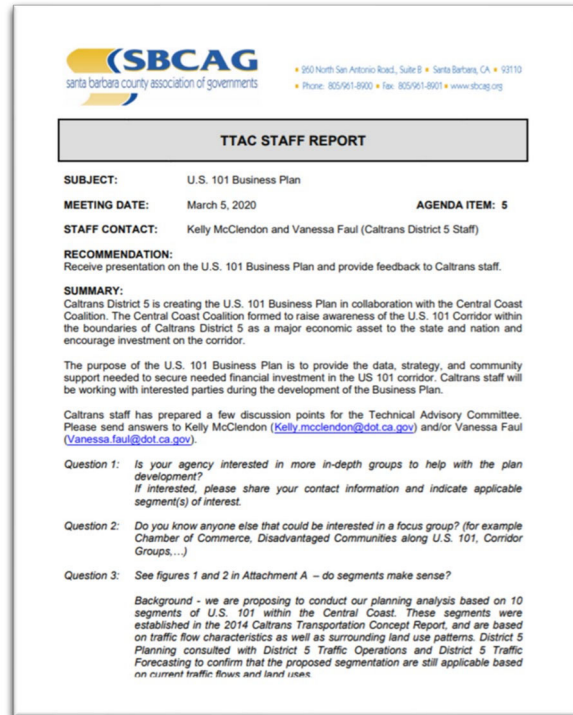 SBCAG
santa barbara county association of governments
▪ 960 North San Antonio Road., Suite B ▪ Santa Barbara, CA ▪ 93110
▪ Phone: 805/961-8900 ▪ Fax: 805/961-8901 ▪ www.sbcag.org
TTAC STAFF REPORT
SUBJECT: U.S. 101 Business Plan
MEETING DATE: March 5, 2020 AGENDA ITEM: 5
STAFF CONTACT: Kelly McClendon and Vanessa Faul (Caltrans District 5 Staff)
RECOMMENDATION:
Receive presentation on the U.S. 101 Business Plan and provide feedback to Caltrans staff.
SUMMARY:
Caltrans District 5 is creating the U.S. 101 Business Plan in collaboration with the Central Coast
Coalition. The Central Coast Coalition formed to raise awareness of the U.S. 101 Corridor within
the boundaries of Caltrans District 5 as a major economic asset to the state and nation and
encourage investment on the corridor.
The purpose of the U.S. 101 Business Plan is to provide the data, strategy, and community
support needed to secure needed financial investment in the US 101 corridor. Caltrans staff will
be working with interested parties during the development of the Business Plan.
Caltrans staff has prepared a few discussion points for the Technical Advisory Committee.
Please send answers to Kelly McClendon (Kelly.mcclendon@dot.ca.gov) and/or Vanessa Faul
(Vanessa.faul@dot.ca.gov).
Question 1: Is your agency interested in more in-depth groups to help with the plan
development?
If interested, please share your contact information and indicate applicable
segment(s) of interest.
Question 2: Do you know anyone else that could be interested in a focus group? (for example
Chamber of Commerce, Disadvantaged Communities along U.S. 101, Corridor
Groups,…)
Question 3: See figures 1 and 2 in Attachment A – do segments make sense?
Background - we are proposing to conduct our planning analysis based on 10
segments of U.S. 101 within the Central Coast. These segments were
established in the 2014 Caltrans Transportation Concept Report, and are based
on traffic flow characteristics as well as surrounding land use patterns. District 5
Planning consulted with District 5 Traffic Operations and District 5 Traffic
Forecasting to confirm that the proposed segmentation are still applicable based
on current traffic flows and land uses.